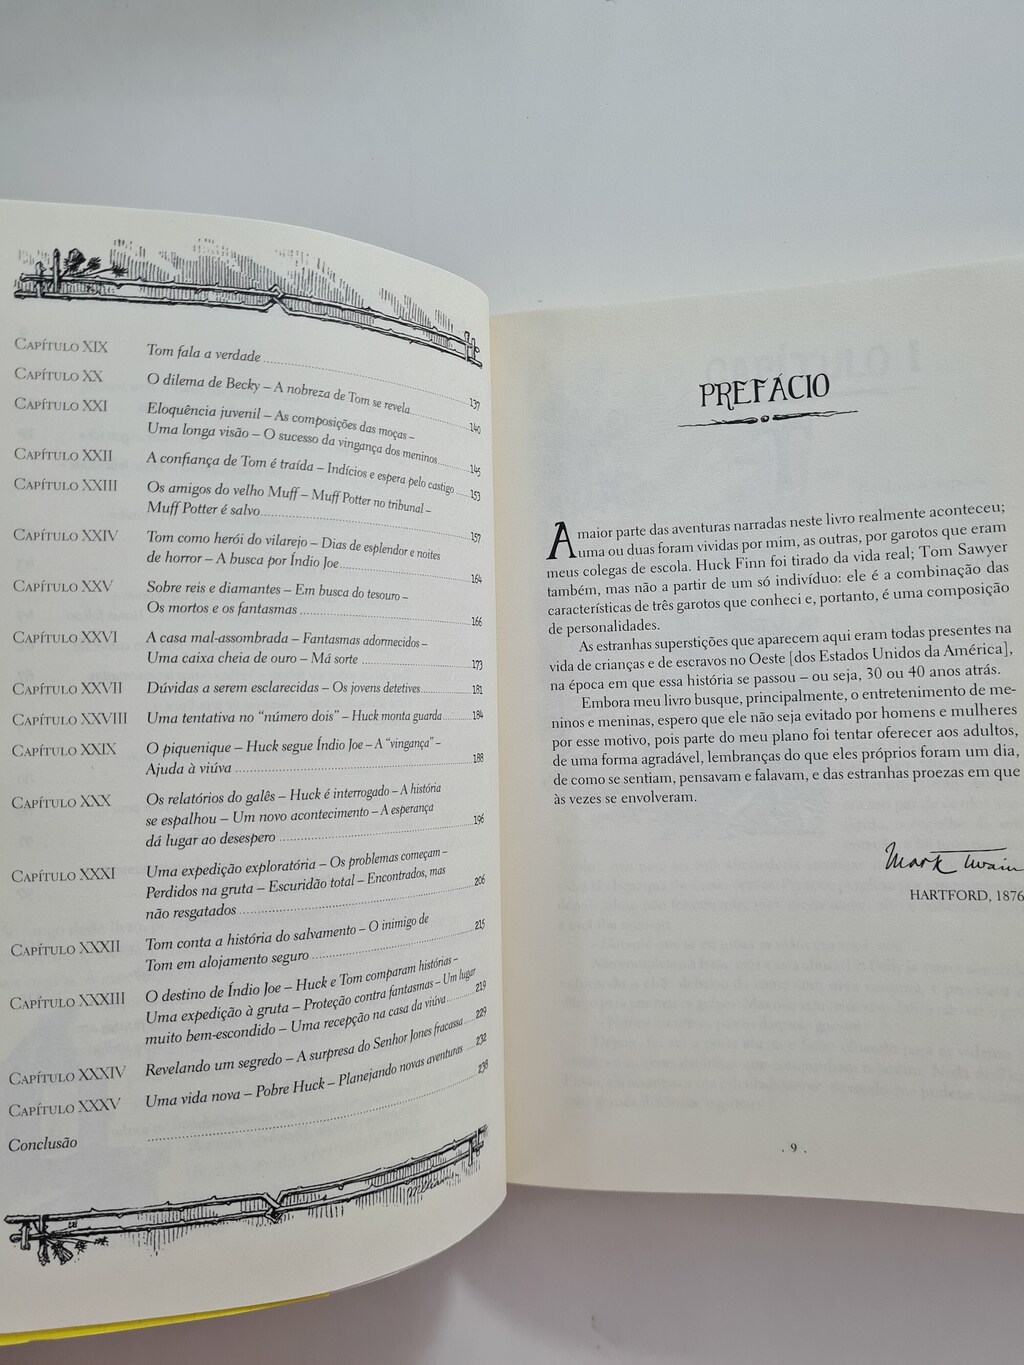 CAPÍTULO XIX Tom fala a verdade 137
CAPÍTULO XX O dilema de Becky – A nobreza de Tom se revela 140
CAPÍTULO XXI Eloquência juvenil – As composições das moças –
Uma longa visão – O sucesso da vingança dos meninos 145
CAPÍTULO XXII A confiança de Tom é traída – Indícios e espera pelo castigo 153
CAPÍTULO XXIII Os amigos do velho Muff – Muff Potter no tribunal –
Muff Potter é salvo 157
CAPÍTULO XXIV Tom como herói do vilarejo – Dias de esplendor e noites
de horror – A busca por Índio Joe 164
CAPÍTULO XXV Sobre reis e diamantes – Em busca do tesouro –
Os mortos e os fantasmas 166
CAPÍTULO XXVI A casa mal-assombrada – Fantasmas adormecidos –
Uma caixa cheia de ouro – Má sorte 173
CAPÍTULO XXVII Dúvidas a serem esclarecidas – Os jovens detetives 181
CAPÍTULO XXVIII Uma tentativa no “número dois” – Huck monta guarda 184
CAPÍTULO XXIX O piquenique – Huck segue Índio Joe – A “vingança” –
Ajuda à viúva 188
CAPÍTULO XXX Os relatórios do galês – Huck é interrogado – A história
se espalhou – Um novo acontecimento – A esperança
dá lugar ao desespero 196
CAPÍTULO XXXI Uma expedição exploratória – Os problemas começam –
Perdidos na gruta – Escuridão total – Encontrados, mas
não resgatados 206
CAPÍTULO XXXII Tom conta a história do salvamento – O inimigo de
Tom em alojamento seguro 215
CAPÍTULO XXXIII O destino de Índio Joe – Huck e Tom comparam histórias –
Uma expedição à gruta – Proteção contra fantasmas – Um lugar
muito bem-escondido – Uma recepção na casa da viúva 219
CAPÍTULO XXXIV Revelando um segredo – A surpresa do Senhor Jones fracassa 229
CAPÍTULO XXXV Uma vida nova – Pobre Huck – Planejando novas aventuras 232
Conclusão 238
PREFÁCIO
A maior parte das aventuras narradas neste livro realmente aconteceu;
uma ou duas foram vividas por mim, as outras, por garotos que eram
meus colegas de escola. Huck Finn foi tirado da vida real; Tom Sawyer
também, mas não a partir de um só indivíduo: ele é a combinação das
características de três garotos que conheci e, portanto, é uma composição
de personalidades.
As estranhas superstições que aparecem aqui eram todas presentes na
vida de crianças e de escravos no Oeste [dos Estados Unidos da América],
na época em que essa história se passou – ou seja, 30 ou 40 anos atrás.
Embora meu livro busque, principalmente, o entretenimento de me-
ninos e meninas, espero que ele não seja evitado por homens e mulheres
por esse motivo, pois parte do meu plano foi tentar oferecer aos adultos,
de uma forma agradável, lembranças do que eles próprios foram um dia,
de como se sentiam, pensavam e falavam, e das estranhas proezas em que
às vezes se envolveram.
Mark Twain
HARTFORD, 1876
. 9 .